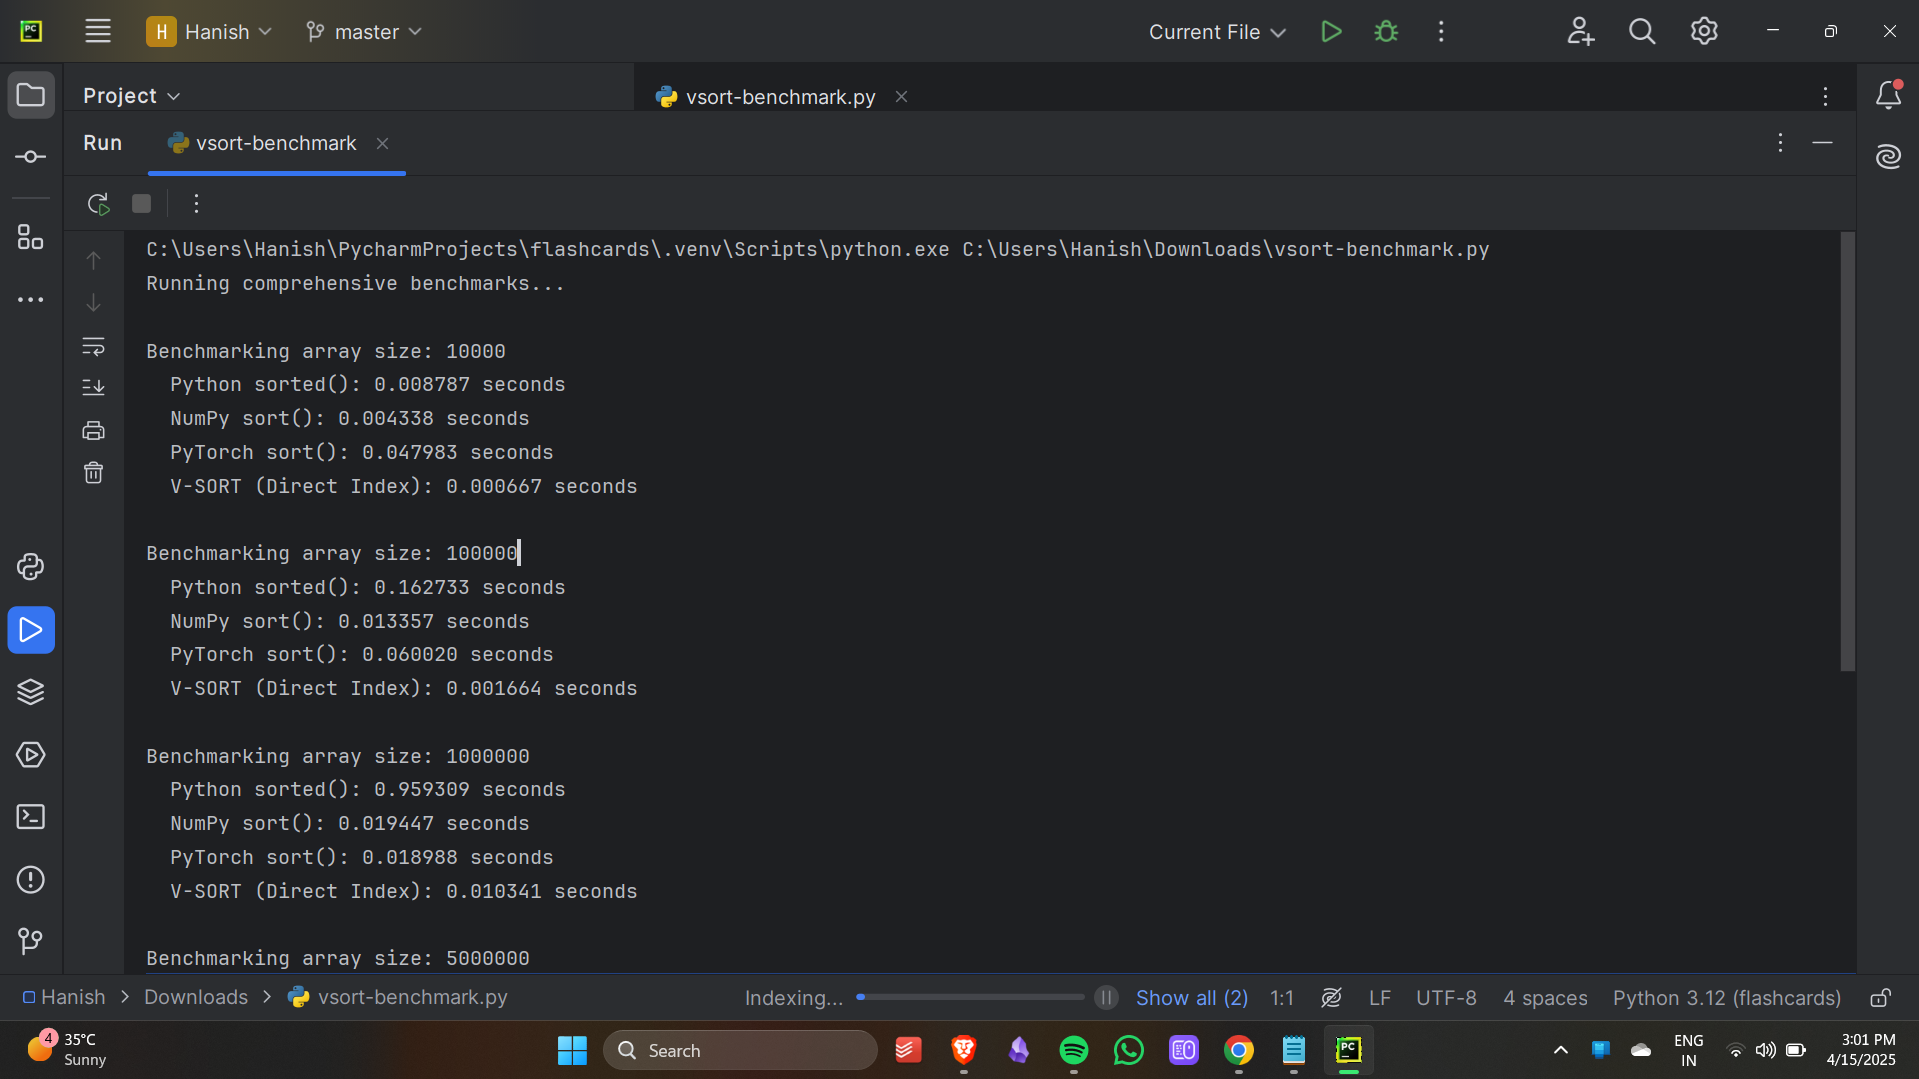 PC
H Hanish
master
Current File
Project
vsort-benchmark.py
Run
vsort-benchmark
C:\Users\Hanish\PycharmProjects\flashcards\.venv\Scripts\python.exe C:\Users\Hanish\Downloads\vsort-benchmark.py
Running comprehensive benchmarks...
Benchmarking array size: 10000
Python sorted(): 0.008787 seconds
NumPy sort(): 0.004338 seconds
PyTorch sort(): 0.047983 seconds
V-SORT (Direct Index): 0.000667 seconds
Benchmarking array size: 100000
Python sorted(): 0.162733 seconds
NumPy sort(): 0.013357 seconds
PyTorch sort(): 0.060020 seconds
V-SORT (Direct Index): 0.001664 seconds
Benchmarking array size: 1000000
Python sorted(): 0.959309 seconds
NumPy sort(): 0.019447 seconds
PyTorch sort(): 0.018988 seconds
V-SORT (Direct Index): 0.010341 seconds
Benchmarking array size: 5000000
Hanish > Downloads > vsort-benchmark.py
Indexing...
Show all (2)
1:1
LF
UTF-8
4 spaces
Python 3.12 (flashcards)
4
35°C
Sunny
Search
PC
ENG
IN
3:01 PM
4/15/2025